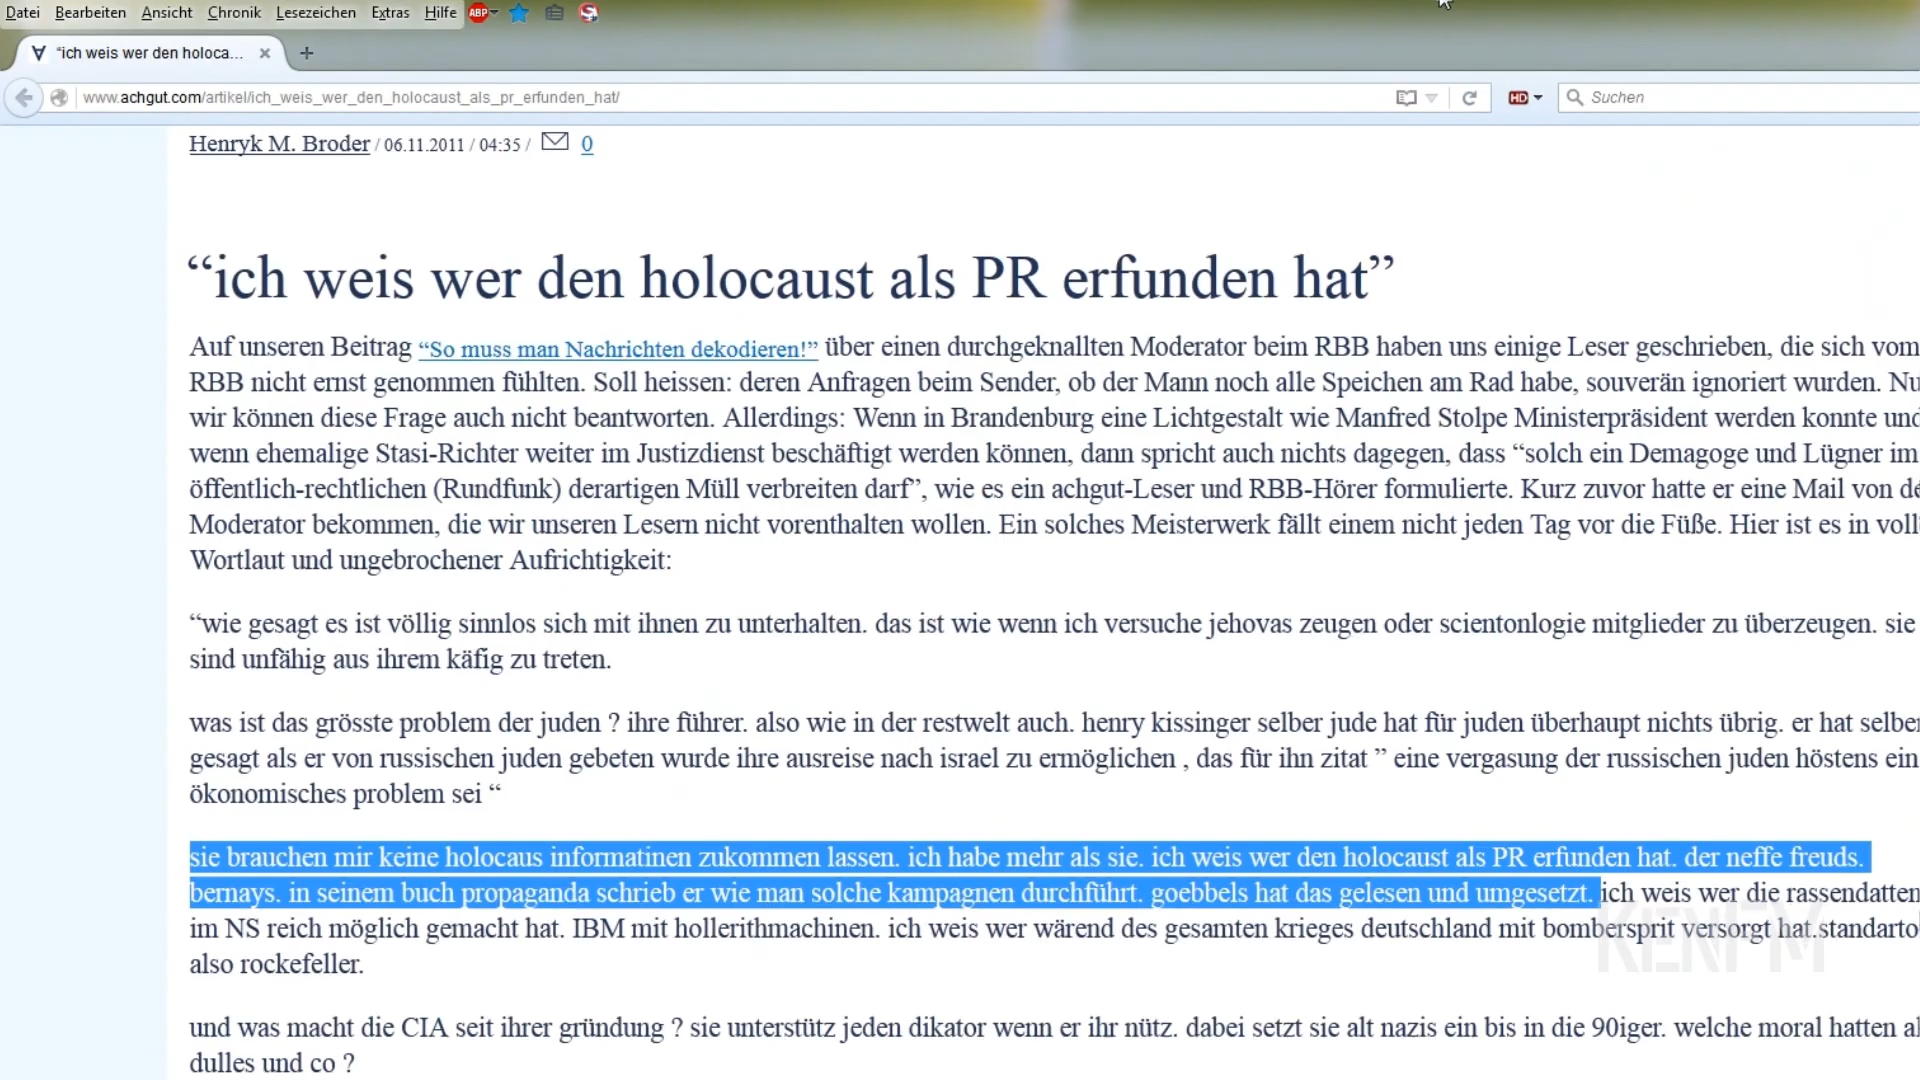 Datei Bearbeiten Ansicht Chronik Lesezeichen Extras Hilfe ABP
“ich weis wer den holoca...
www.achgut.com/artikel/ich_weis_wer_den_holocaust_als_pr_erfunden_hat/ HD Suchen
Henryk M. Broder / 06.11.2011 / 04:35 / 0
“ich weis wer den holocaust als PR erfunden hat”
Auf unseren Beitrag “So muss man Nachrichten dekodieren!” über einen durchgeknallten Moderator beim RBB haben uns einige Leser geschrieben, die sich vom
RBB nicht ernst genommen fühlten. Soll heissen: deren Anfragen beim Sender, ob der Mann noch alle Speichen am Rad habe, souverän ignoriert wurden. Nu
wir können diese Frage auch nicht beantworten. Allerdings: Wenn in Brandenburg eine Lichtgestalt wie Manfred Stolpe Ministerpräsident werden konnte und
wenn ehemalige Stasi-Richter weiter im Justizdienst beschäftigt werden können, dann spricht auch nichts dagegen, dass “solch ein Demagoge und Lügner im
öffentlich-rechtlichen (Rundfunk) derartigen Müll verbreiten darf”, wie es ein achgut-Leser und RBB-Hörer formulierte. Kurz zuvor hatte er eine Mail von
Moderator bekommen, die wir unseren Lesern nicht vorenthalten wollen. Ein solches Meisterwerk fällt einem nicht jeden Tag vor die Füße. Hier ist es in voll
Wortlaut und ungebrochener Aufrichtigkeit:
“wie gesagt es ist völlig sinnlos sich mit ihnen zu unterhalten. das ist wie wenn ich versuche jehovas zeugen oder scientonlogie mitglieder zu überzeugen. sie
sind unfähig aus ihrem käfig zu treten.
was ist das grösste problem der juden ? ihre führer. also wie in der restwelt auch. henry kissinger selber jude hat für juden überhaupt nichts übrig. er hat selber
gesagt als er von russischen juden gebeten wurde ihre ausreise nach israel zu ermöglichen , das für ihn zitat ” eine vergasung der russischen juden höstens ein
ökonomisches problem sei “
sie brauchen mir keine holocaus informatinen zukommen lassen. ich habe mehr als sie. ich weis wer den holocaust als PR erfunden hat. der neffe freuds.
bernays. in seinem buch propaganda schrieb er wie man solche kampagnen durchführt. goebbels hat das gelesen und umgesetzt. ich weis wer die rassendatten
im NS reich möglich gemacht hat. IBM mit hollerithmachinen. ich weis wer wärend des gesamten krieges deutschland mit bombersprit versorgt hat.standarto
also rockefeller.
KENFM
und was macht die CIA seit ihrer gründung ? sie unterstütz jeden dikator wenn er ihr nütz. dabei setzt sie alt nazis ein bis in die 90iger. welche moral hatten
dulles und co ?